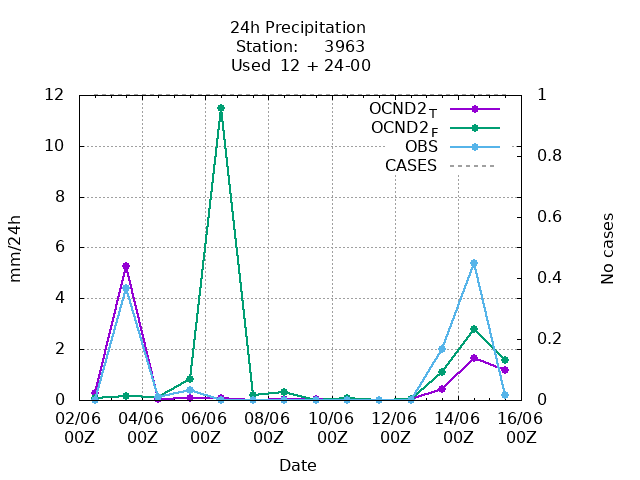 24h Precipitation
Station: 3963
Used 12 + 24-00
12
10
8
6
4
2
0
mm/24h
1
0.8
0.6
0.4
0.2
0
No cases
OCND2T
OCND2F
OBS
CASES
02/06 04/06 06/06 08/06 10/06 12/06 14/06 16/06
00Z 00Z 00Z 00Z 00Z 00Z 00Z 00Z
Date